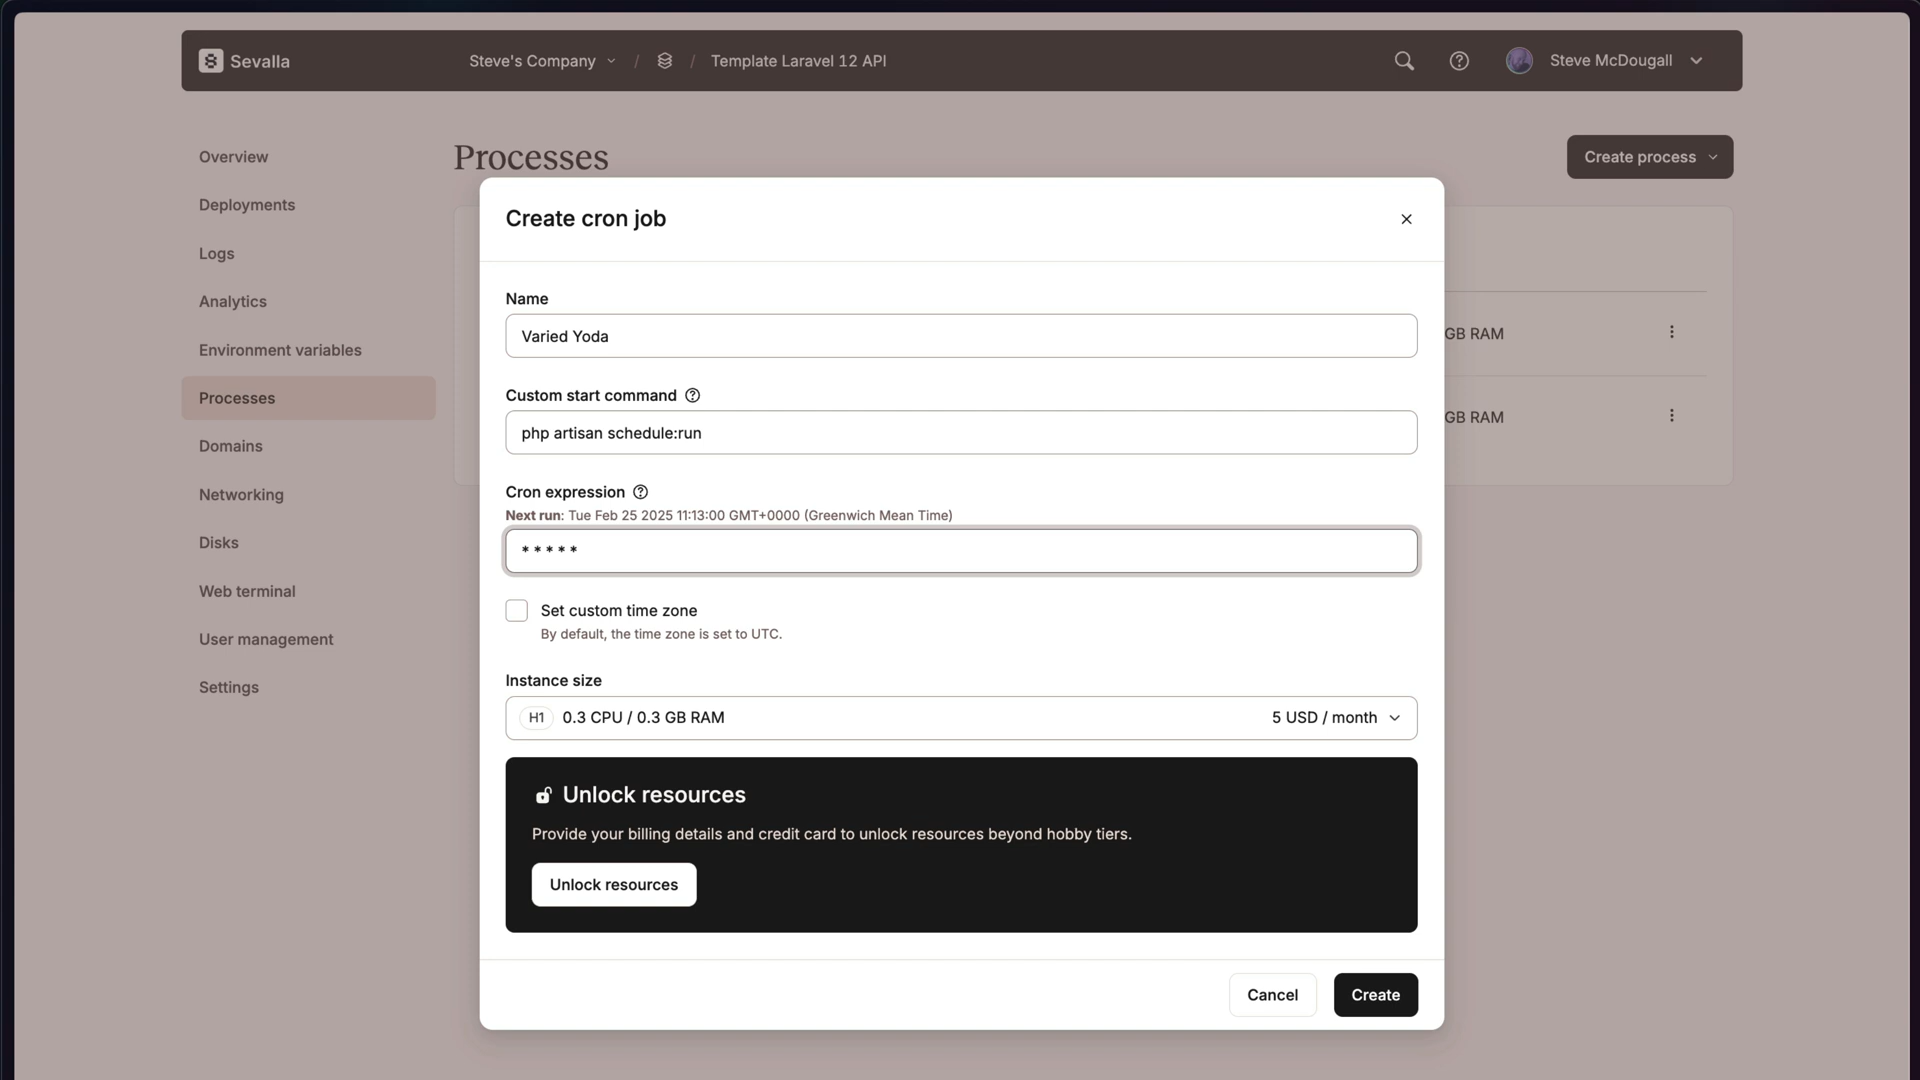 Sevalla
Steve's Company / / Template Laravel 12 API
Steve McDougall
Overview
Deployments
Logs
Analytics
Environment variables
Processes
Domains
Networking
Disks
Web terminal
User management
Settings
Processes
Create process
GB RAM
GB RAM
Create cron job
Name
Varied Yoda
Custom start command
php artisan schedule:run
Cron expression
Next run: Tue Feb 25 2025 11:13:00 GMT+0000 (Greenwich Mean Time)
* * * * *
Set custom time zone
By default, the time zone is set to UTC.
Instance size
H1 0.3 CPU / 0.3 GB RAM 5 USD / month
Unlock resources
Provide your billing details and credit card to unlock resources beyond hobby tiers.
Unlock resources
Cancel Create